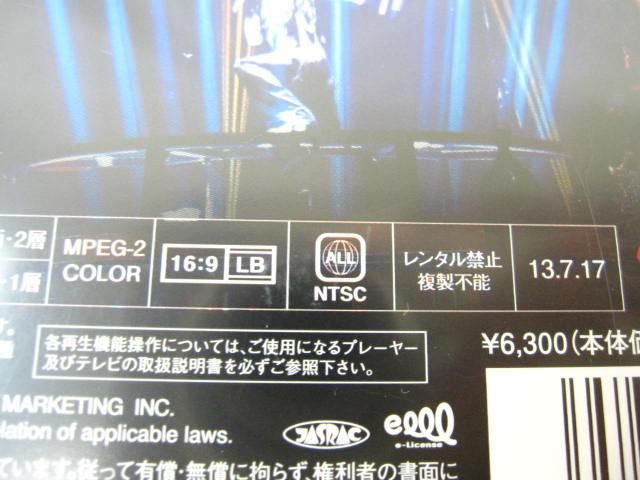 ・2層
MPEG-2
COLOR
・1層
16:9 LB
ALL
NTSC
レンタル禁止
複製不能
13.7.17
す。
各再生機能操作については、ご使用になるプレーヤー
及びテレビの取扱説明書を必ずご参照下さい。
¥6,300(本体価
MARKETING INC.
lation of applicable laws.
JASRAC
e-License
ています。従って有償・無償に拘らず、権利者の書面に